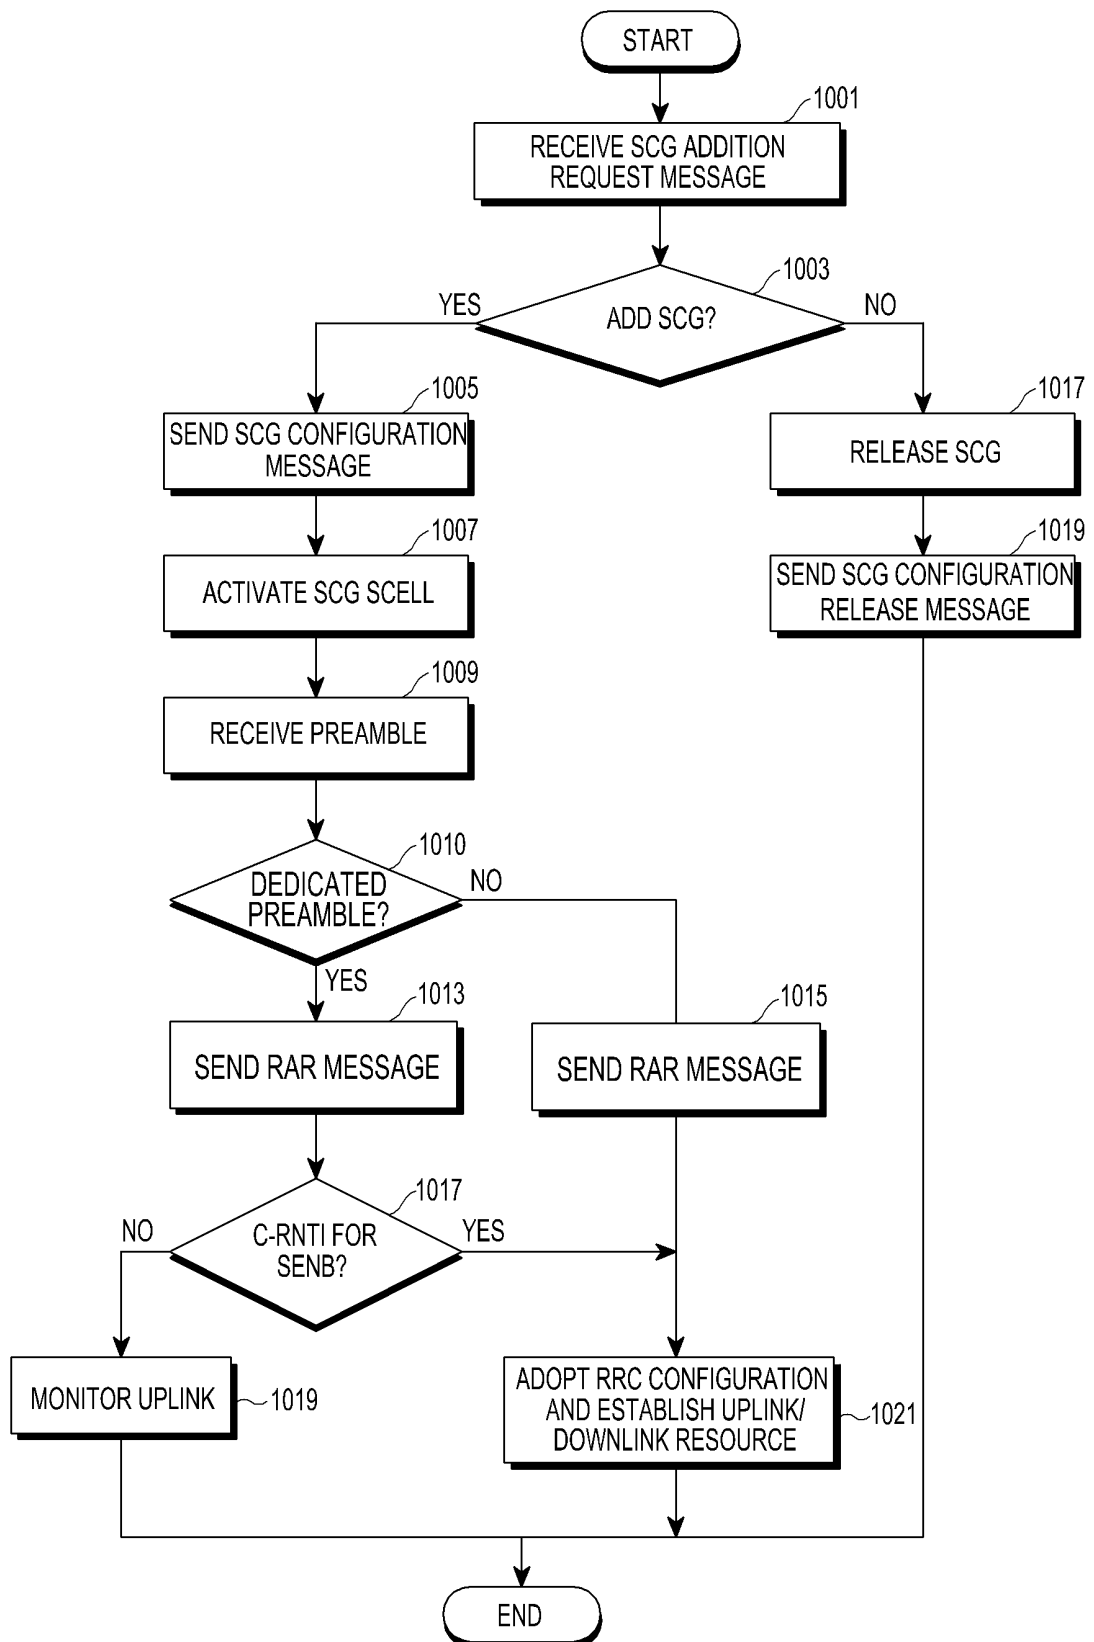 START
1001
RECEIVE SCG ADDITION
REQUEST MESSAGE
1003
YES
ADD SCG?
NO
1005
SEND SCG CONFIGURATION
MESSAGE
1017
RELEASE SCG
1007
ACTIVATE SCG SCELL
1019
SEND SCG CONFIGURATION
RELEASE MESSAGE
1009
RECEIVE PREAMBLE
1010
DEDICATED
PREAMBLE?
NO
YES
1013
SEND RAR MESSAGE
1015
SEND RAR MESSAGE
1017
NO
C-RNTI FOR
SENB?
YES
MONITOR UPLINK
1019
ADOPT RRC CONFIGURATION
AND ESTABLISH UPLINK/
DOWNLINK RESOURCE
1021
END